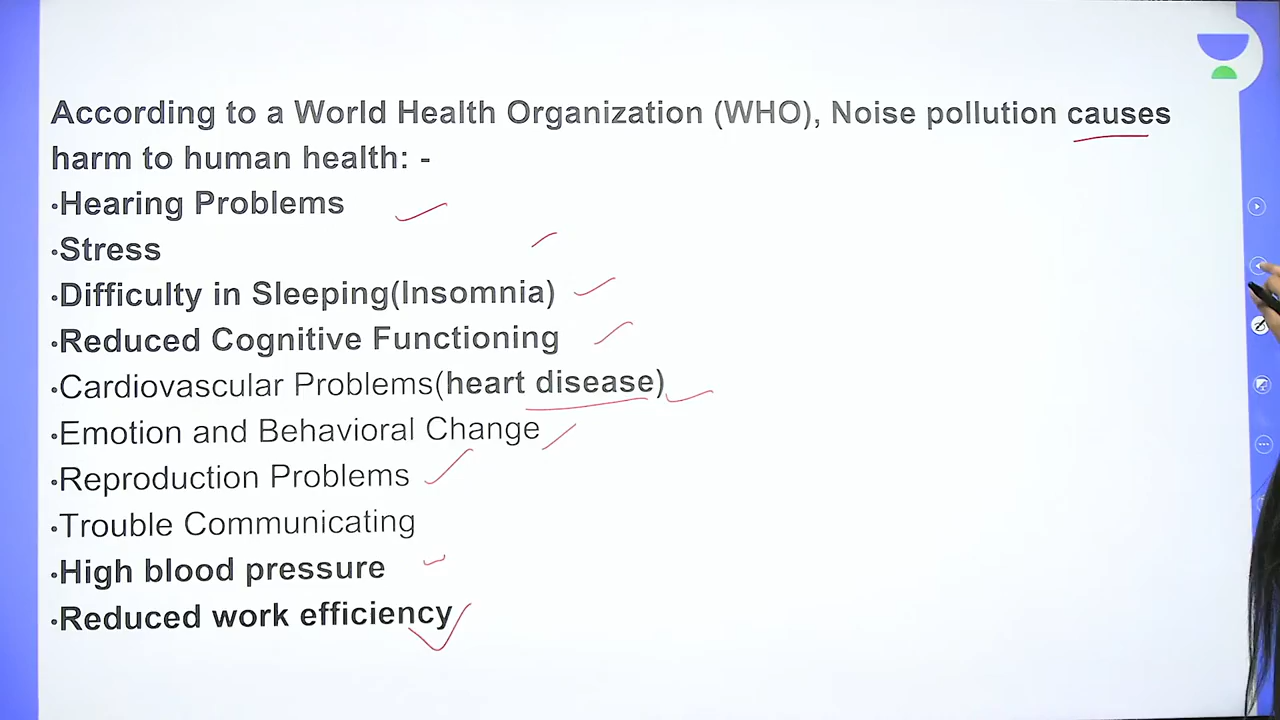 According to a World Health Organization (WHO), Noise pollution causes
harm to human health: -
•Hearing Problems
•Stress
•Difficulty in Sleeping(Insomnia)
•Reduced Cognitive Functioning
•Cardiovascular Problems(heart disease)
•Emotion and Behavioral Change
•Reproduction Problems
•Trouble Communicating
•High blood pressure
•Reduced work efficiency